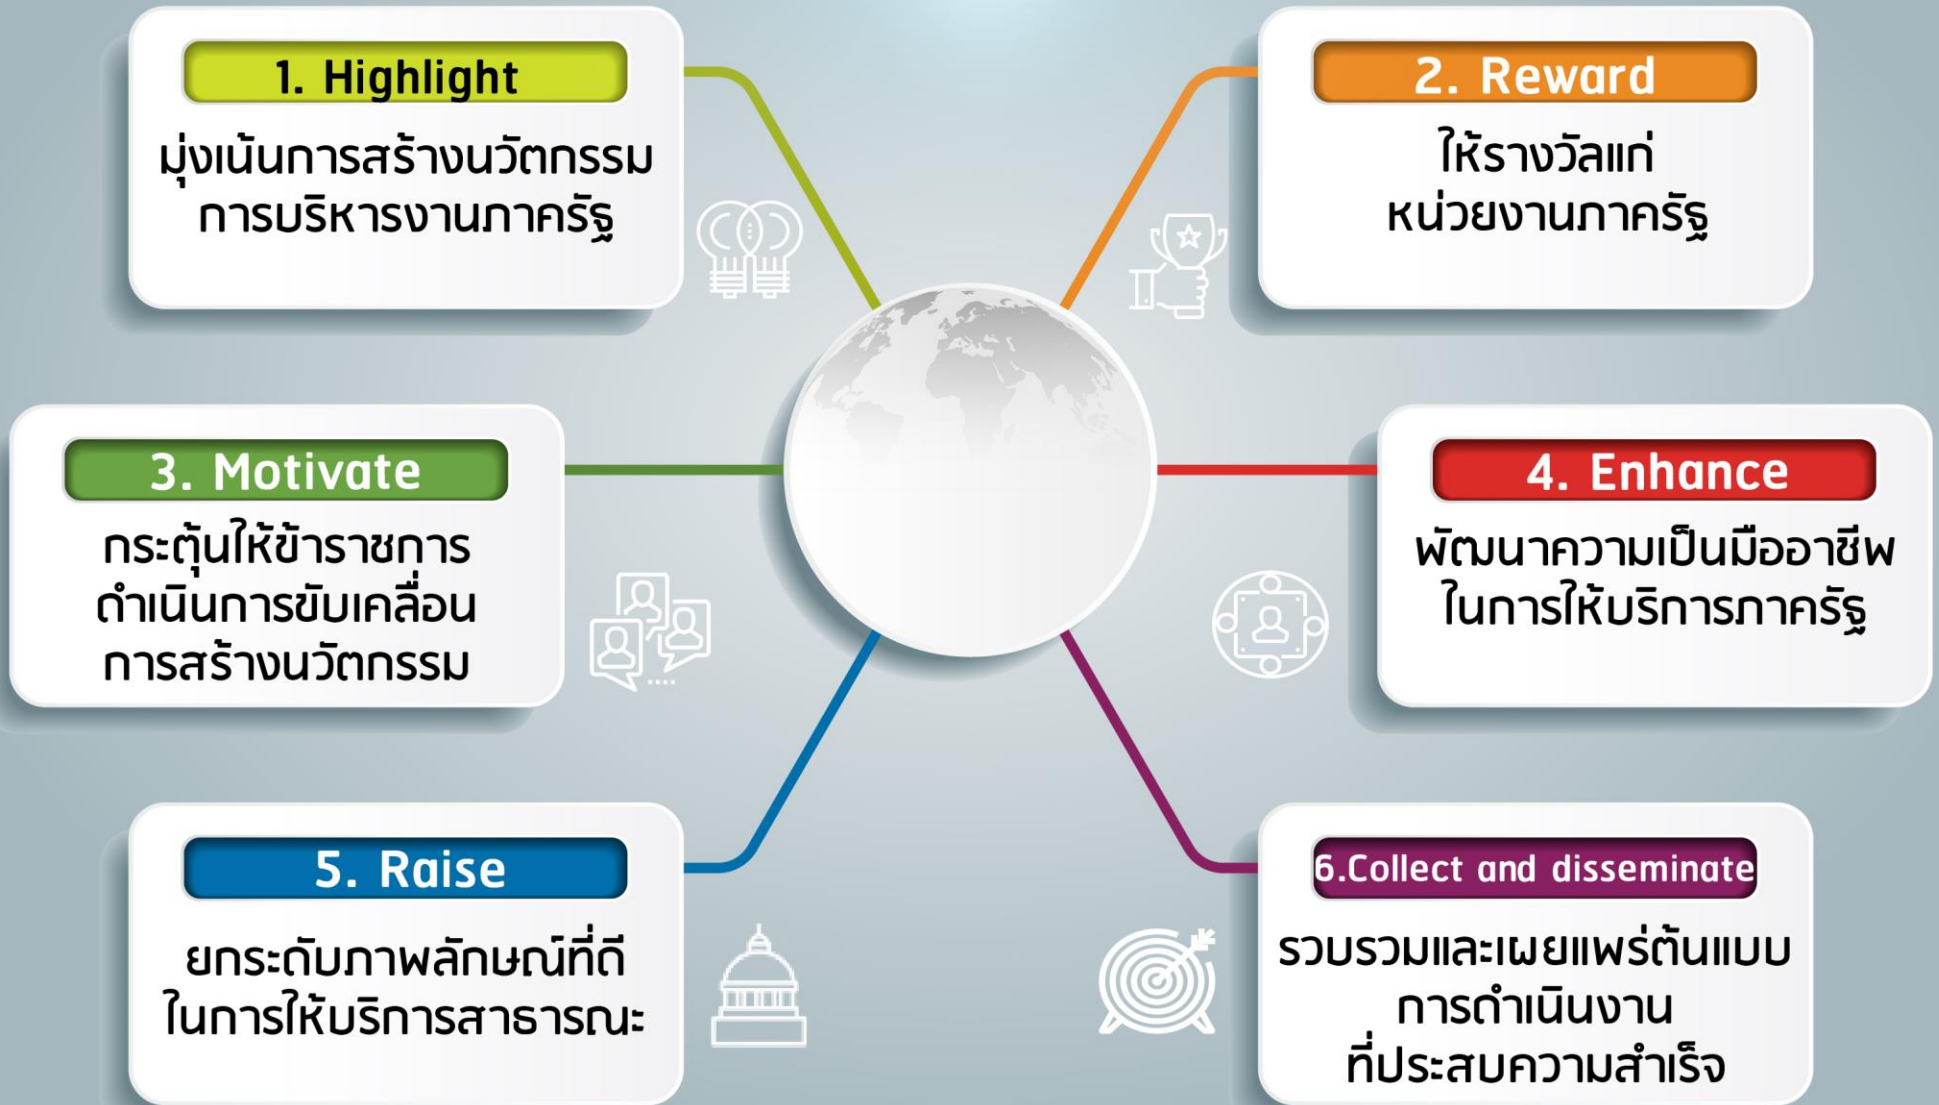 1. Highlight
มุ่งเน้นการสร้างนวัตกรรม
การบริหารงานภาครัฐ
2. Reward
ให้รางวัลแก่
หน่วยงานภาครัฐ
3. Motivate
กระตุ้นให้ข้าราชการ
ดำเนินการขับเคลื่อน
การสร้างนวัตกรรม
4. Enhance
พัฒนาความเป็นมืออาชีพ
ในการให้บริการภาครัฐ
5. Raise
ยกระดับภาพลักษณ์ที่ดี
ในการให้บริการสาธารณะ
6.Collect and disseminate
รวบรวมและเผยแพร่ต้นแบบ
การดำเนินงาน
ที่ประสบความสำเร็จ